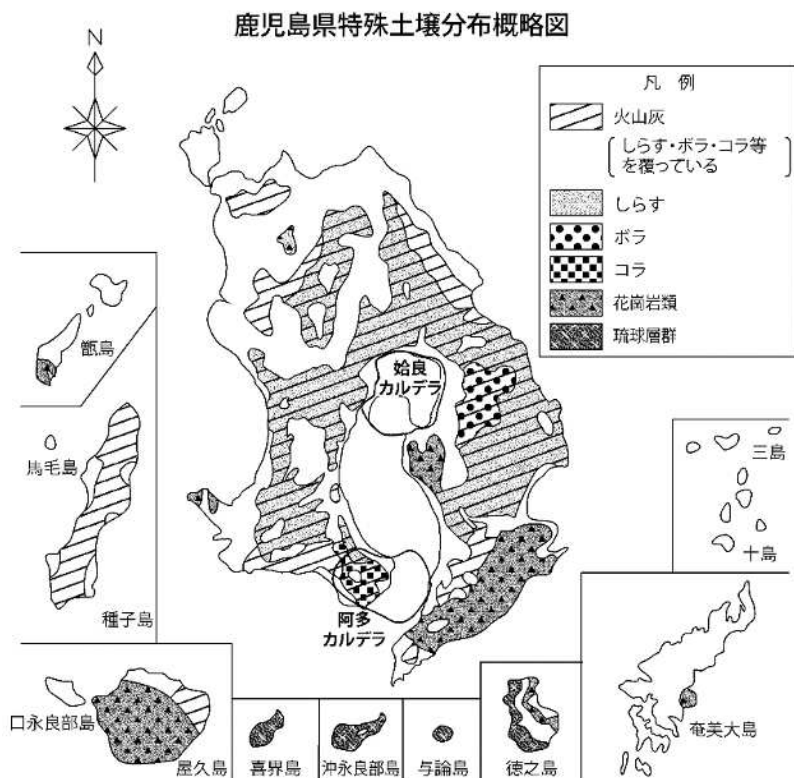 鹿児島県特殊土壌分布概略図
N
凡 例
火山灰
しらす・ボラ・コラ等
を覆っている
しらす
ボラ
コラ
花崗岩類
琉球層群
甑島
姶良
カルデラ
馬毛島
三島
十島
種子島
阿多
カルデラ
口永良部島
屋久島
喜界島
沖永良部島
与論島
徳之島
奄美大島